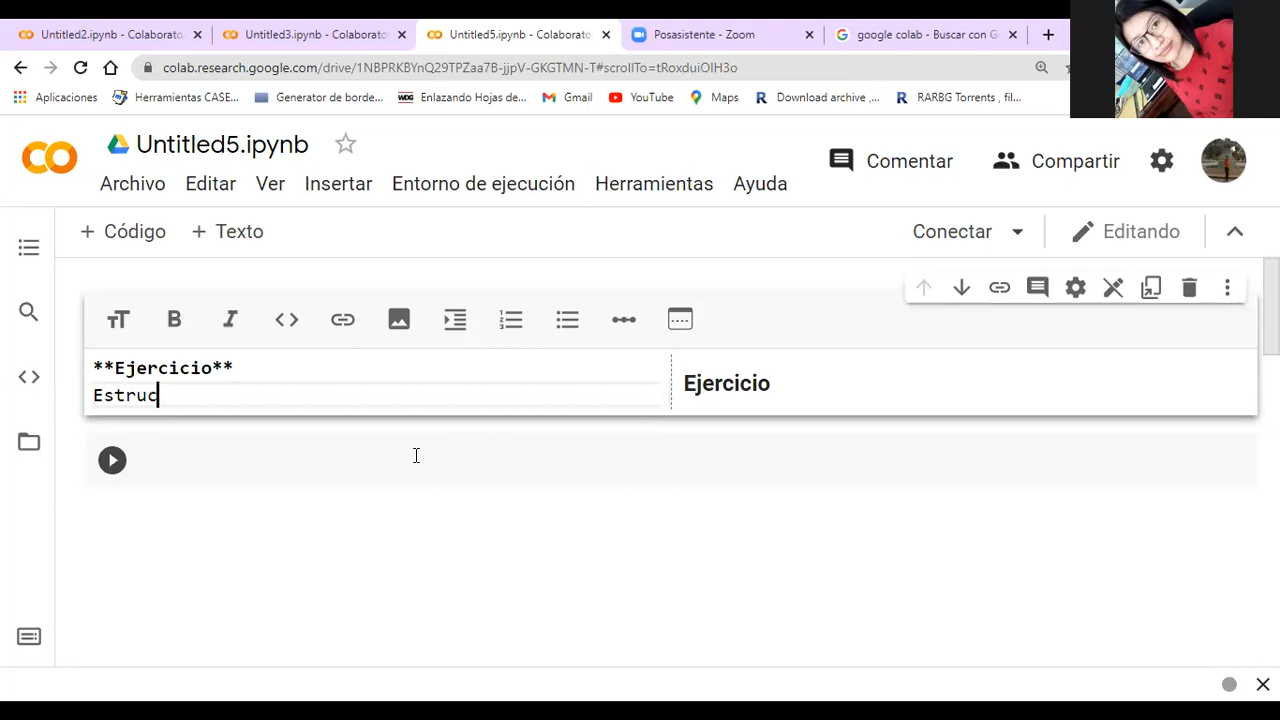 Untitled2.ipynb - Colaborato
Untitled3.ipynb - Colaborato
Untitled5.ipynb - Colaborato
Posasistente - Zoom
google colab - Buscar con G
colab.research.google.com/drive/1NBPRKBYtO29TPZaa7B-jjpV-GKGTMN-T#scrollTo=tRoxduiOIH3o
Aplicaciones
Herramientas CASE...
Generador de borde...
Enlazando Hojas de...
Gmail
YouTube
Maps
Download archive ,...
RARBG Torrents , fil...
Untitled5.ipynb
Comentar
Compartir
Archivo
Editar
Ver
Insertar
Entorno de ejecución
Herramientas
Ayuda
+ Código
+ Texto
Conectar
Editando
**Ejercicio**
Estruc
Ejercicio